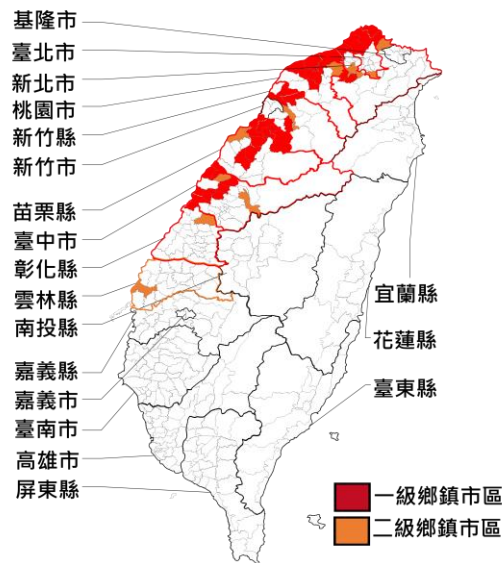 基隆市
臺北市
新北市
桃園市
新竹縣
新竹市
苗栗縣
臺中市
彰化縣
雲林縣
南投縣
嘉義縣
嘉義市
臺南市
高雄市
屏東縣
宜蘭縣
花蓮縣
臺東縣
一級鄉鎮市區
二級鄉鎮市區